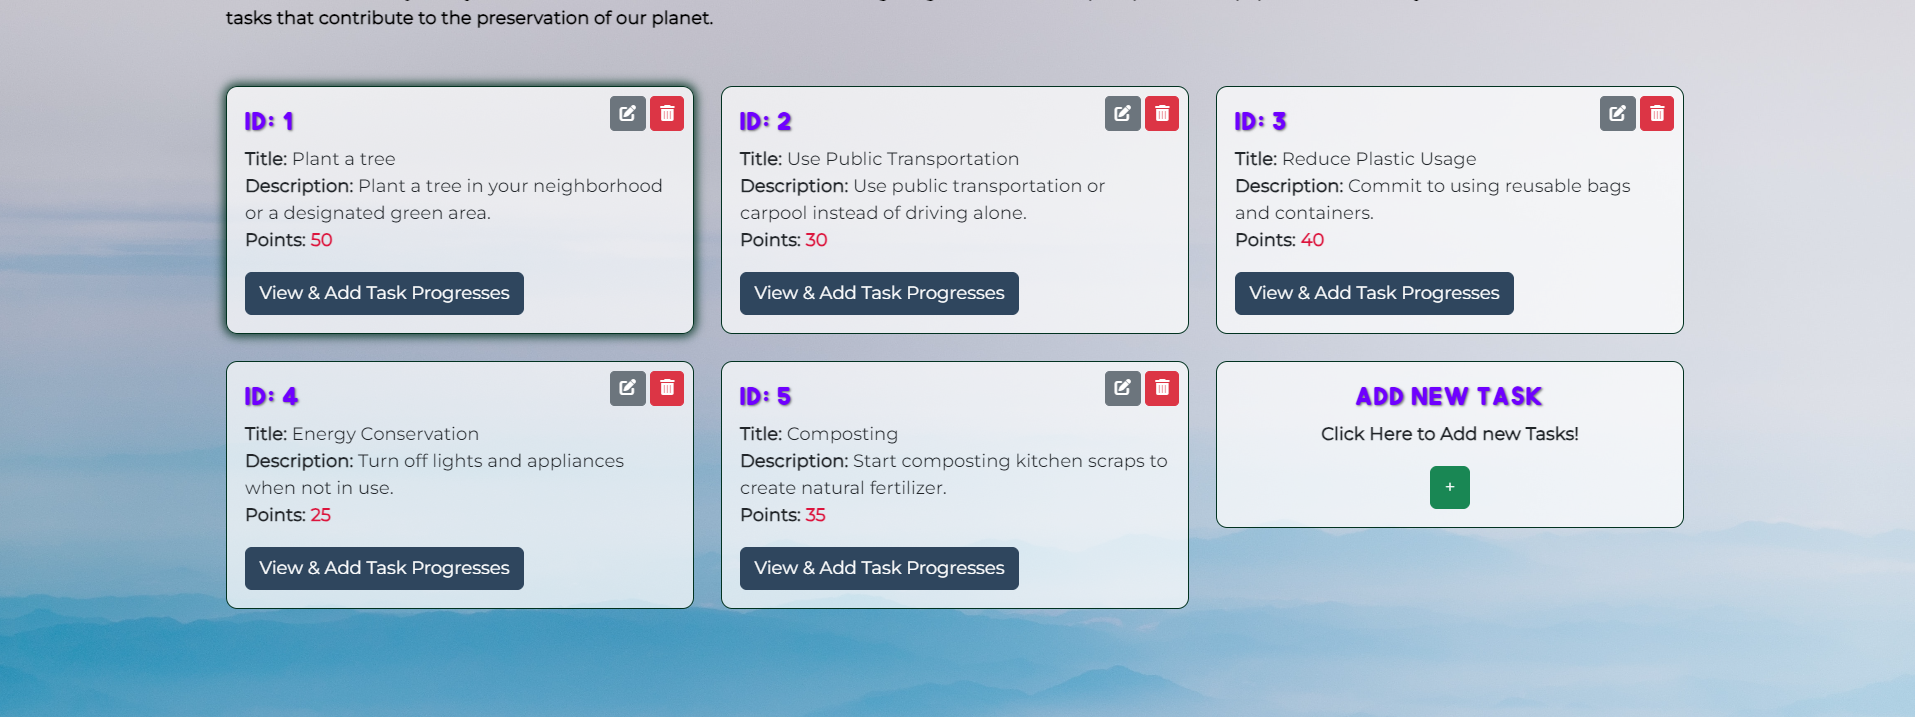 tasks that contribute to the preservation of our planet.
ID: 1
Title: Plant a tree
Description: Plant a tree in your neighborhood
or a designated green area.
Points: 50
View & Add Task Progresses
ID: 2
Title: Use Public Transportation
Description: Use public transportation or
carpool instead of driving alone.
Points: 30
View & Add Task Progresses
ID: 3
Title: Reduce Plastic Usage
Description: Commit to using reusable bags
and containers.
Points: 40
View & Add Task Progresses
ID: 4
Title: Energy Conservation
Description: Turn off lights and appliances
when not in use.
Points: 25
View & Add Task Progresses
ID: 5
Title: Composting
Description: Start composting kitchen scraps to
create natural fertilizer.
Points: 35
View & Add Task Progresses
ADD NEW TASK
Click Here to Add new Tasks!
+